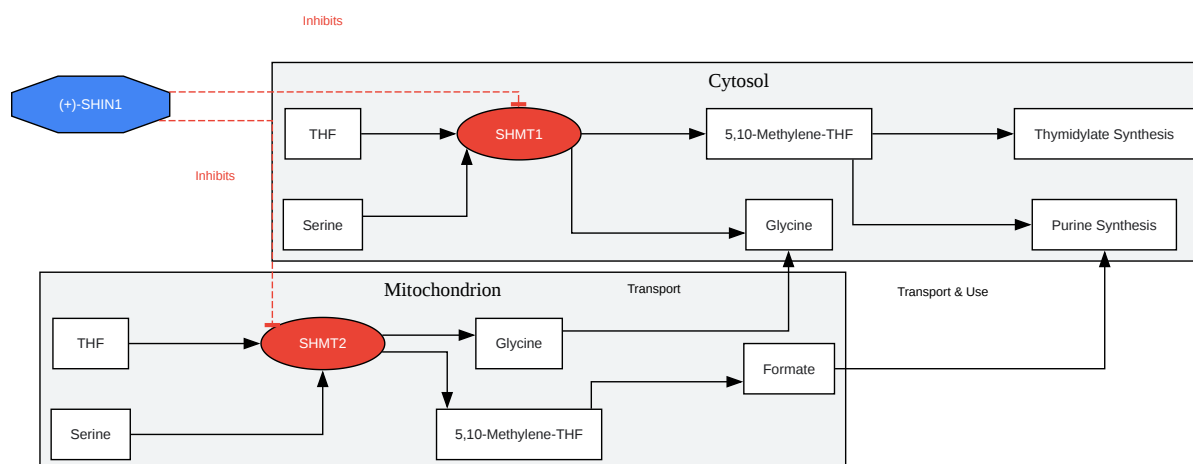 Inhibits
Cytosol
(+)-SHIN1
THF
SHMT1
5,10-Methylene-THF
Thymidylate Synthesis
Inhibits
Serine
Glycine
Purine Synthesis
Mitochondrion
Transport
Transport & Use
THF
SHMT2
Glycine
Formate
Serine
5,10-Methylene-THF